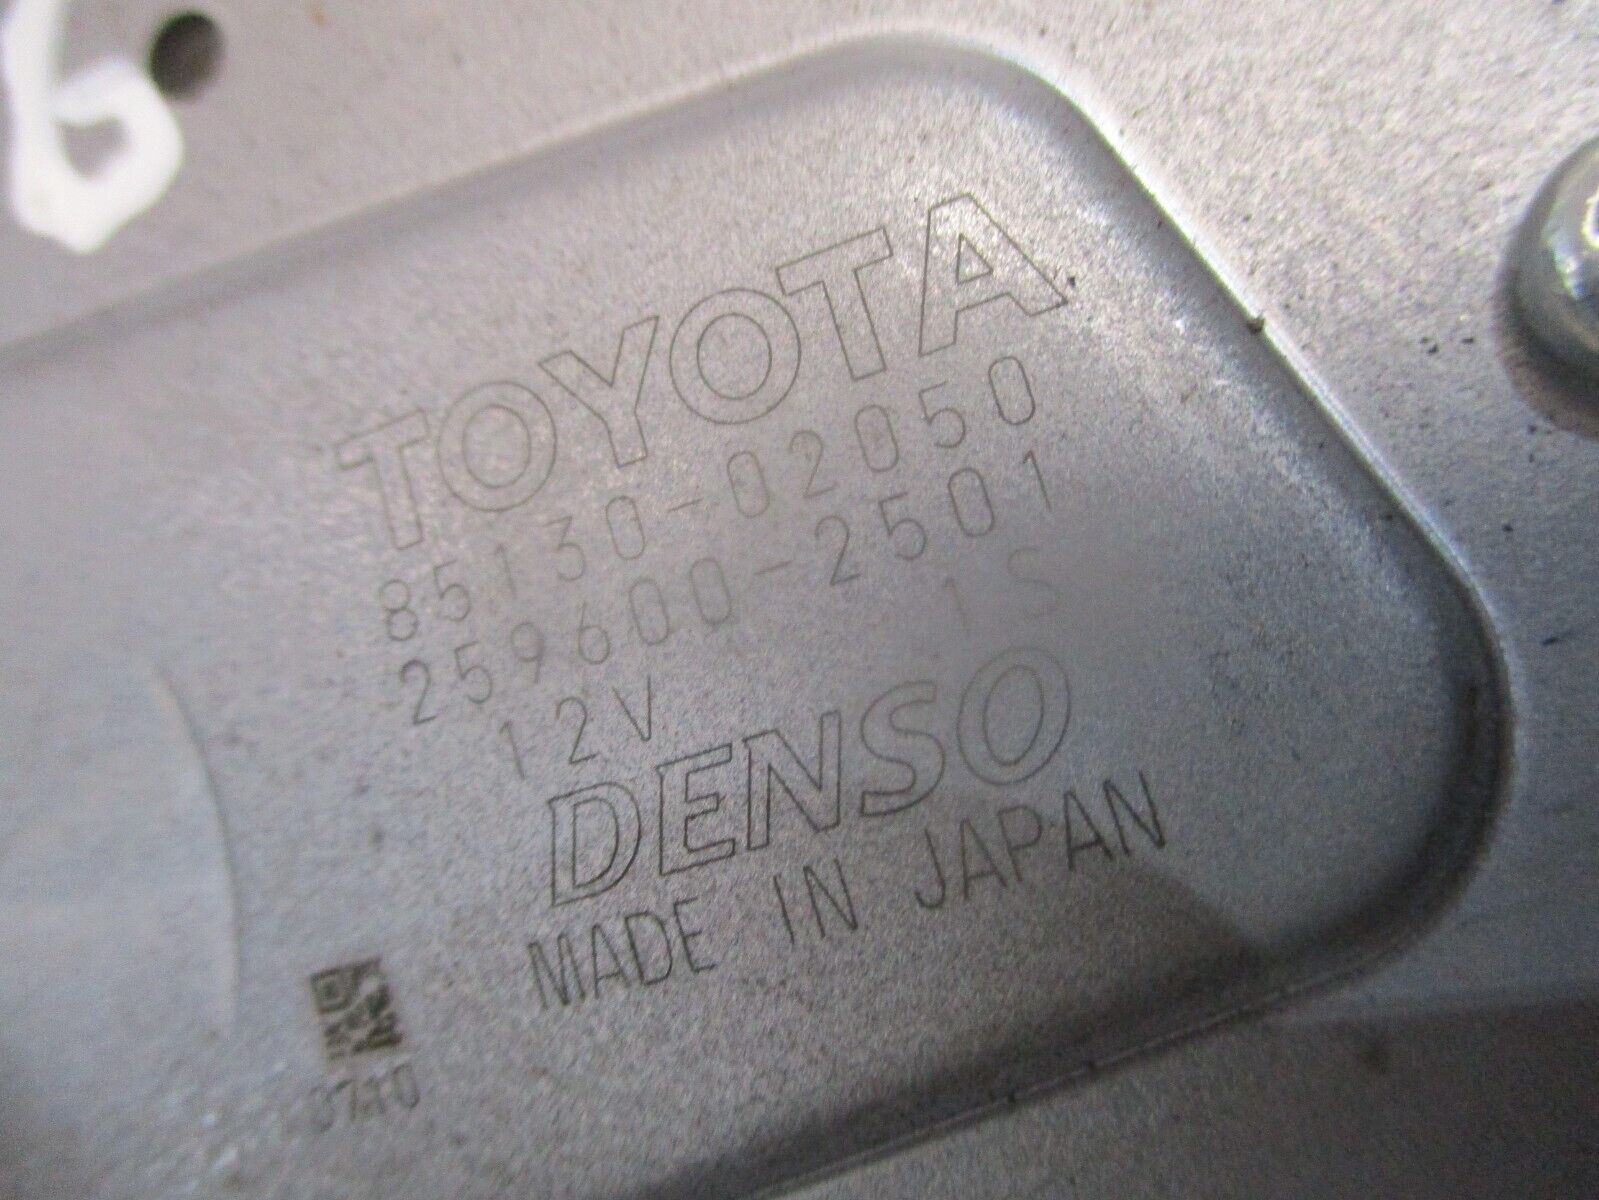 TOYOTA
85130-02050
259600-2501
12V 1S
DENSO
MADE IN JAPAN